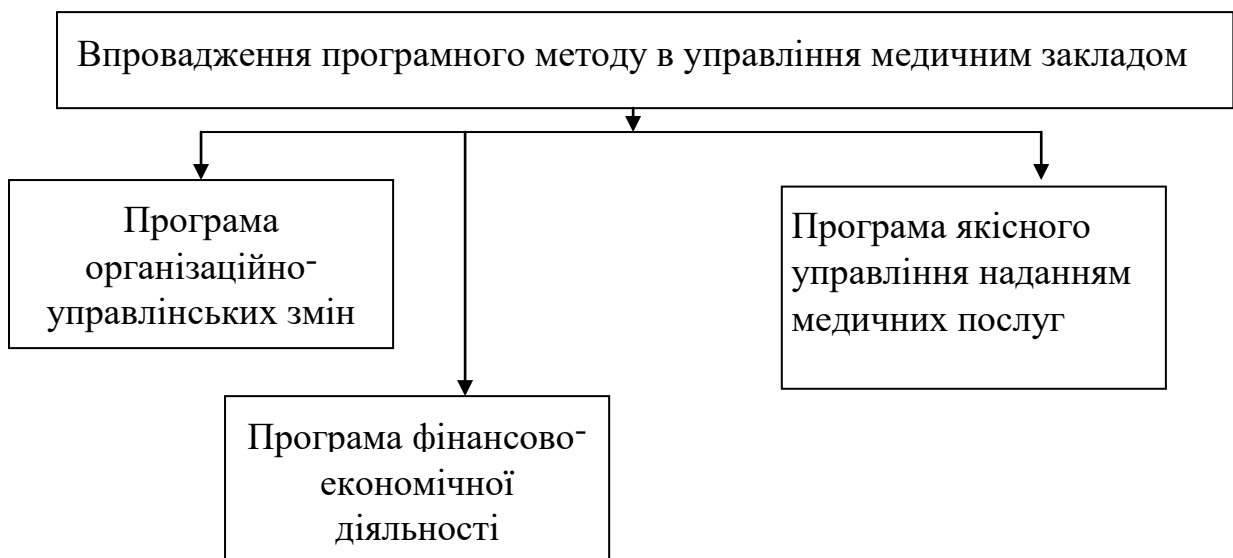 Впровадження програмного методу в управління медичним закладом
Програма
організаційно-
управлінських змін
Програма якісного
управління наданням
медичних послуг
Програма фінансово-
економічної
діяльності